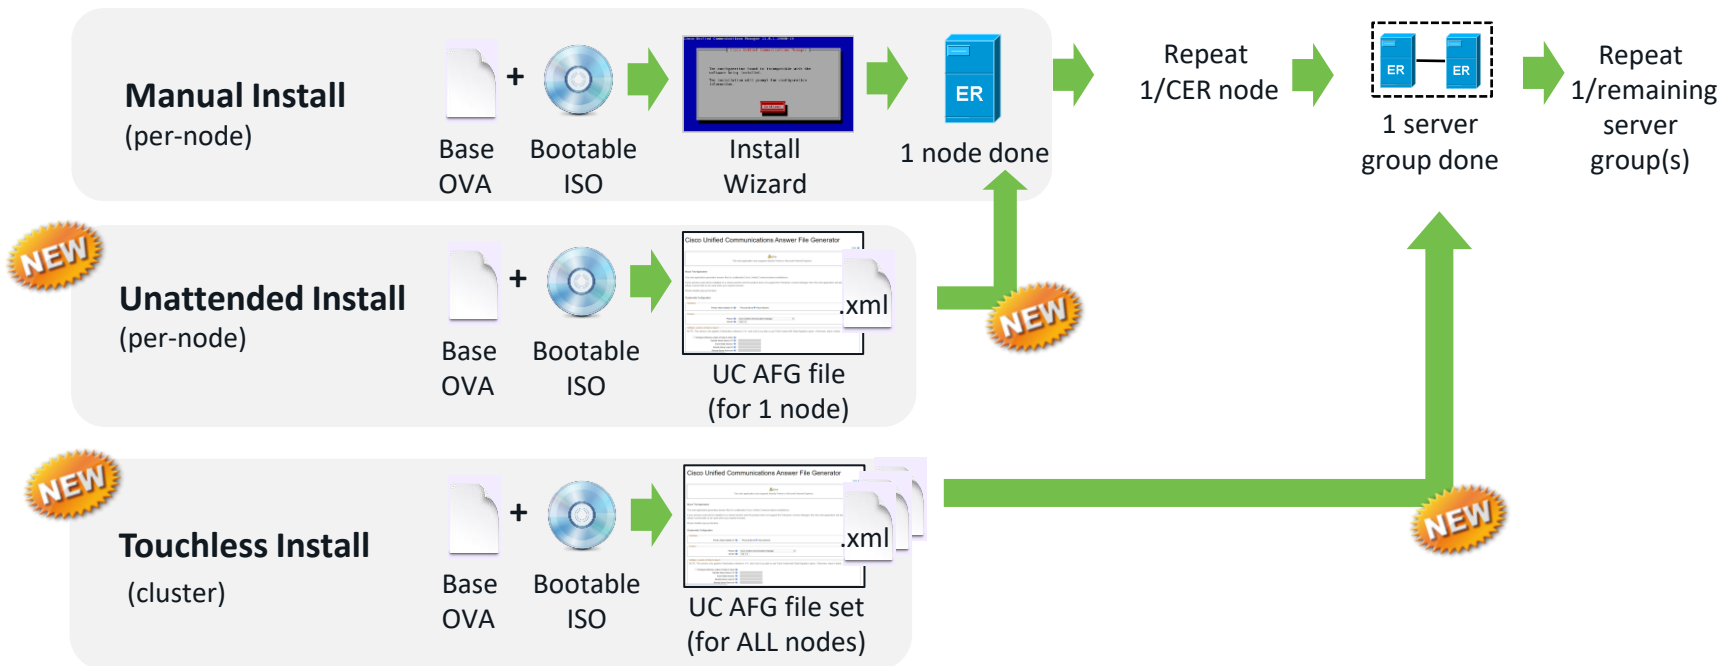 Manual Install
(per-node)
+
Base
OVA
Bootable
ISO
Install
Wizard
ER
1 node done
Repeat
1/CER node
ER
ER
1 server
group done
Repeat
1/remaining
server
group(s)
NEW
Unattended Install
(per-node)
+
Base
OVA
Bootable
ISO
Cisco Unified Communications Answer File Generator
.xml
UC AFG file
(for 1 node)
NEW
NEW
Touchless Install
(cluster)
+
Base
OVA
Bootable
ISO
Cisco Unified Communications Answer File Generator
.xml
UC AFG file set
(for ALL nodes)
NEW